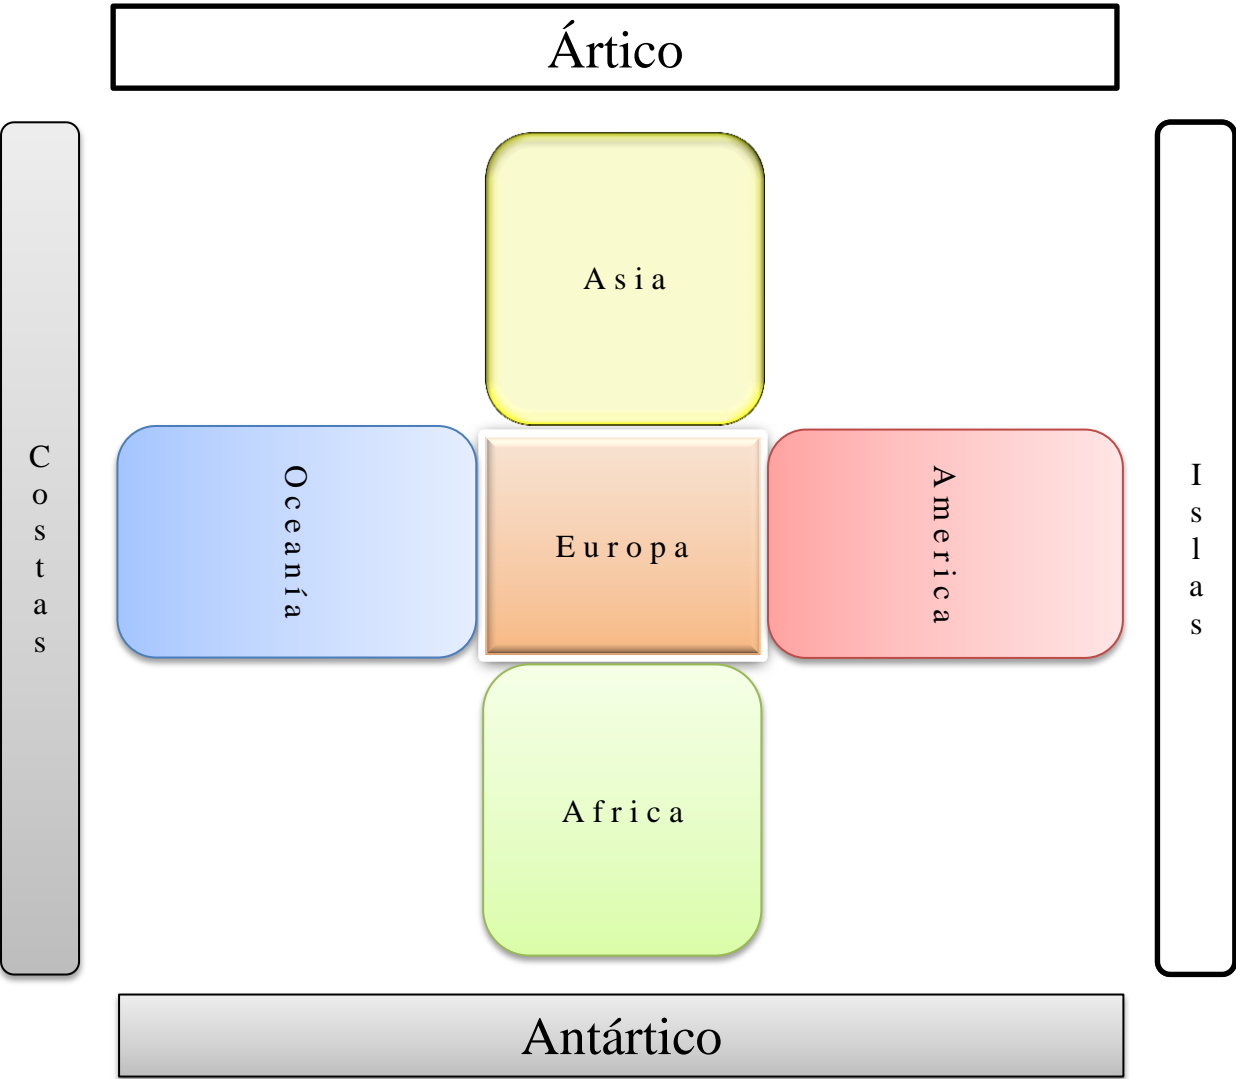 Ártico
Costas
Asia
Oceanía
Europa
America
Islas
Africa
Antártico